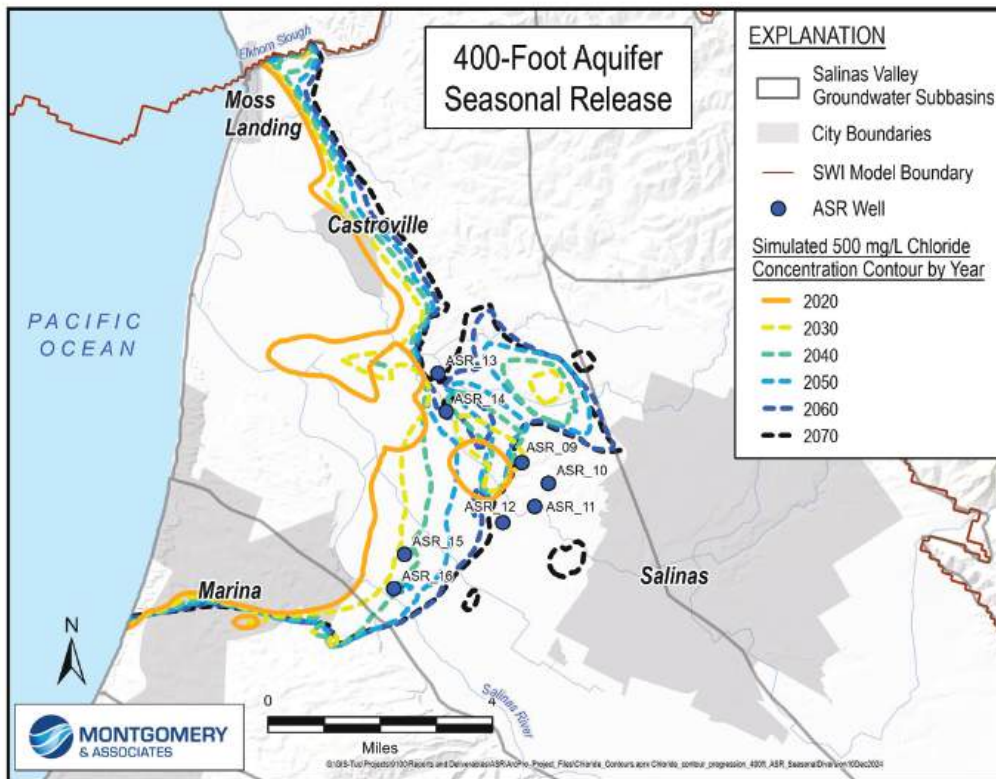 400-Foot Aquifer
Seasonal Release
EXPLANATION
Salinas Valley
Groundwater Subbasins
City Boundaries
SWI Model Boundary
ASR Well
Simulated 500 mg/L Chloride
Concentration Contour by Year
2020
2030
2040
2050
2060
2070
Elkhorn Slough
Moss
Landing
Castroville
PACIFIC
OCEAN
ASR_13
ASR_14
ASR_09
ASR_10
ASR_12
ASR_11
ASR_15
ASR_16
Marina
Salinas
N
Salinas River
0
4
Miles
MONTGOMERY
& ASSOCIATES